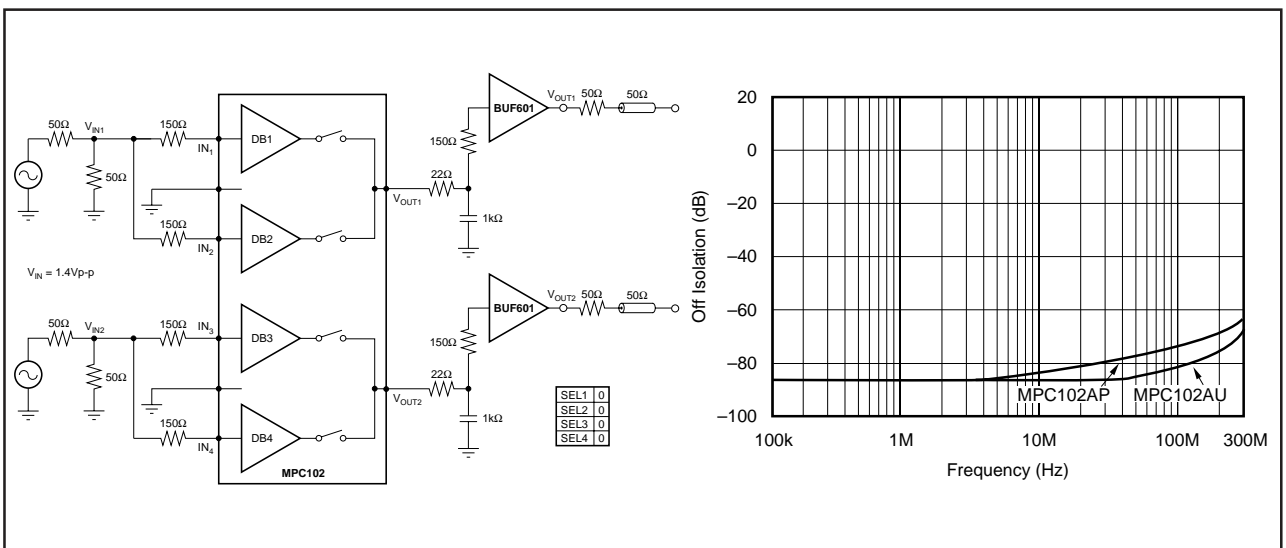 50Ω
V_IN1
50Ω
150Ω
IN_1
DB1
150Ω
IN_2
DB2
V_OUT1
22Ω
150Ω
1kΩ
BUF601
V_OUT1
50Ω
50Ω
V_IN = 1.4Vp-p
50Ω
V_IN2
50Ω
150Ω
IN_3
DB3
150Ω
IN_4
DB4
V_OUT2
22Ω
150Ω
1kΩ
BUF601
V_OUT2
50Ω
50Ω
MPC102
SEL1 0
SEL2 0
SEL3 0
SEL4 0
Off Isolation (dB)
20
0
–20
–40
–60
–80
–100
MPC102AP
MPC102AU
100k
1M
10M
100M
300M
Frequency (Hz)